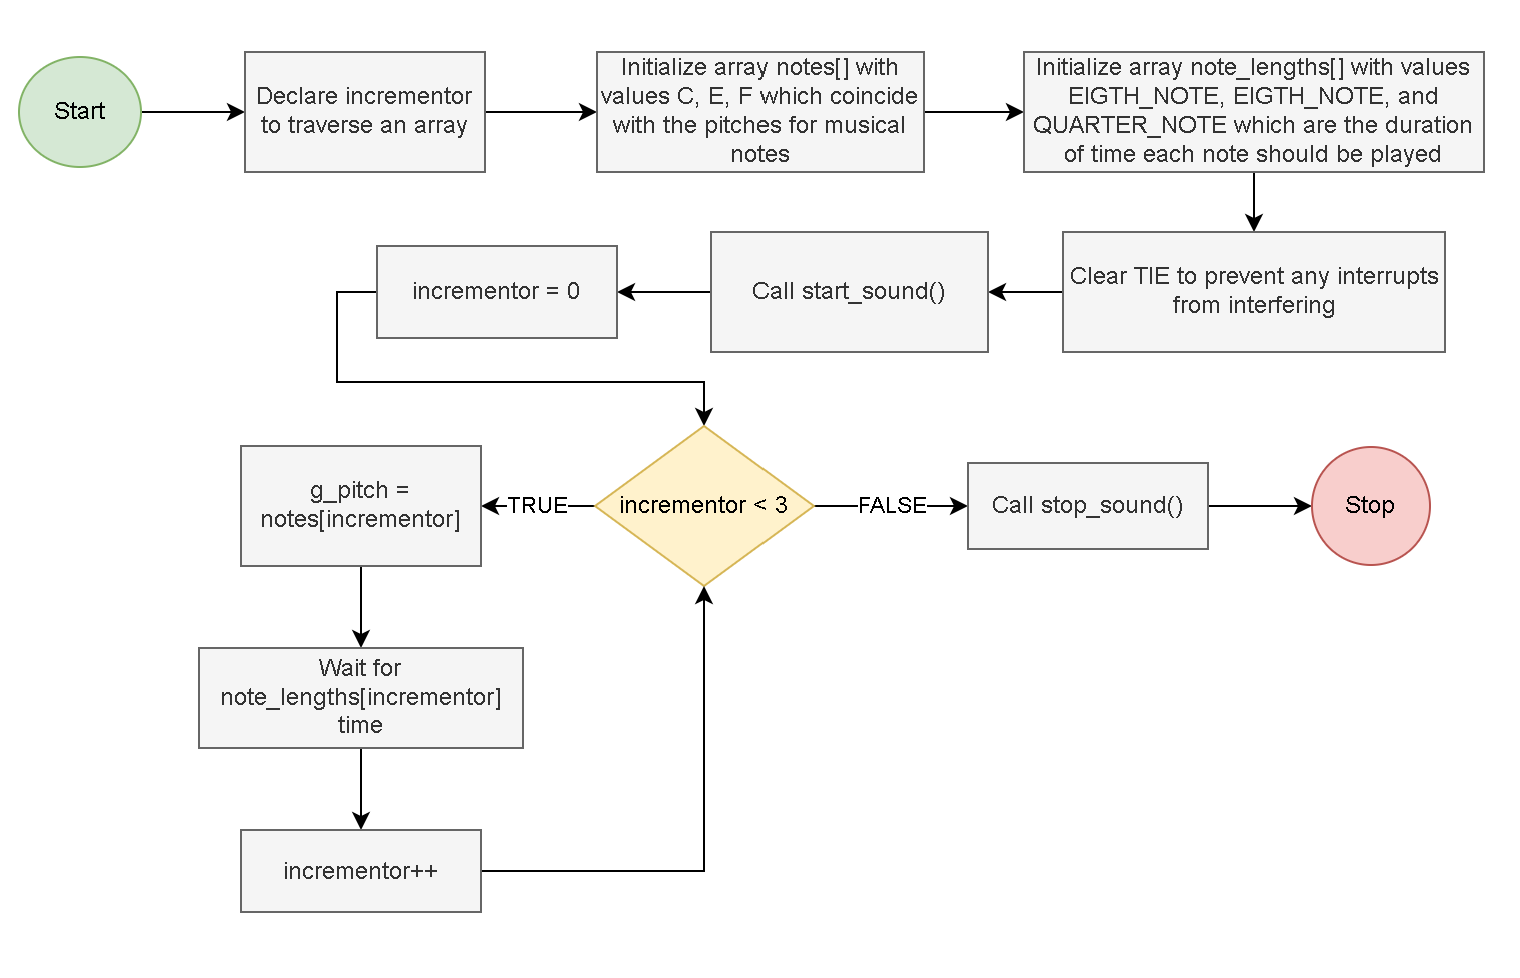 Start
Declare incrementor
to traverse an array
Initialize array notes[] with
values C, E, F which coincide
with the pitches for musical
notes
Initialize array note_lengths[] with values
EIGTH_NOTE, EIGTH_NOTE, and
QUARTER_NOTE which are the duration
of time each note should be played
Clear TIE to prevent any interrupts
from interfering
Call start_sound()
incrementor = 0
incrementor < 3
TRUE
g_pitch =
notes[incrementor]
Wait for
note_lengths[incrementor]
time
incrementor++
FALSE
Call stop_sound()
Stop